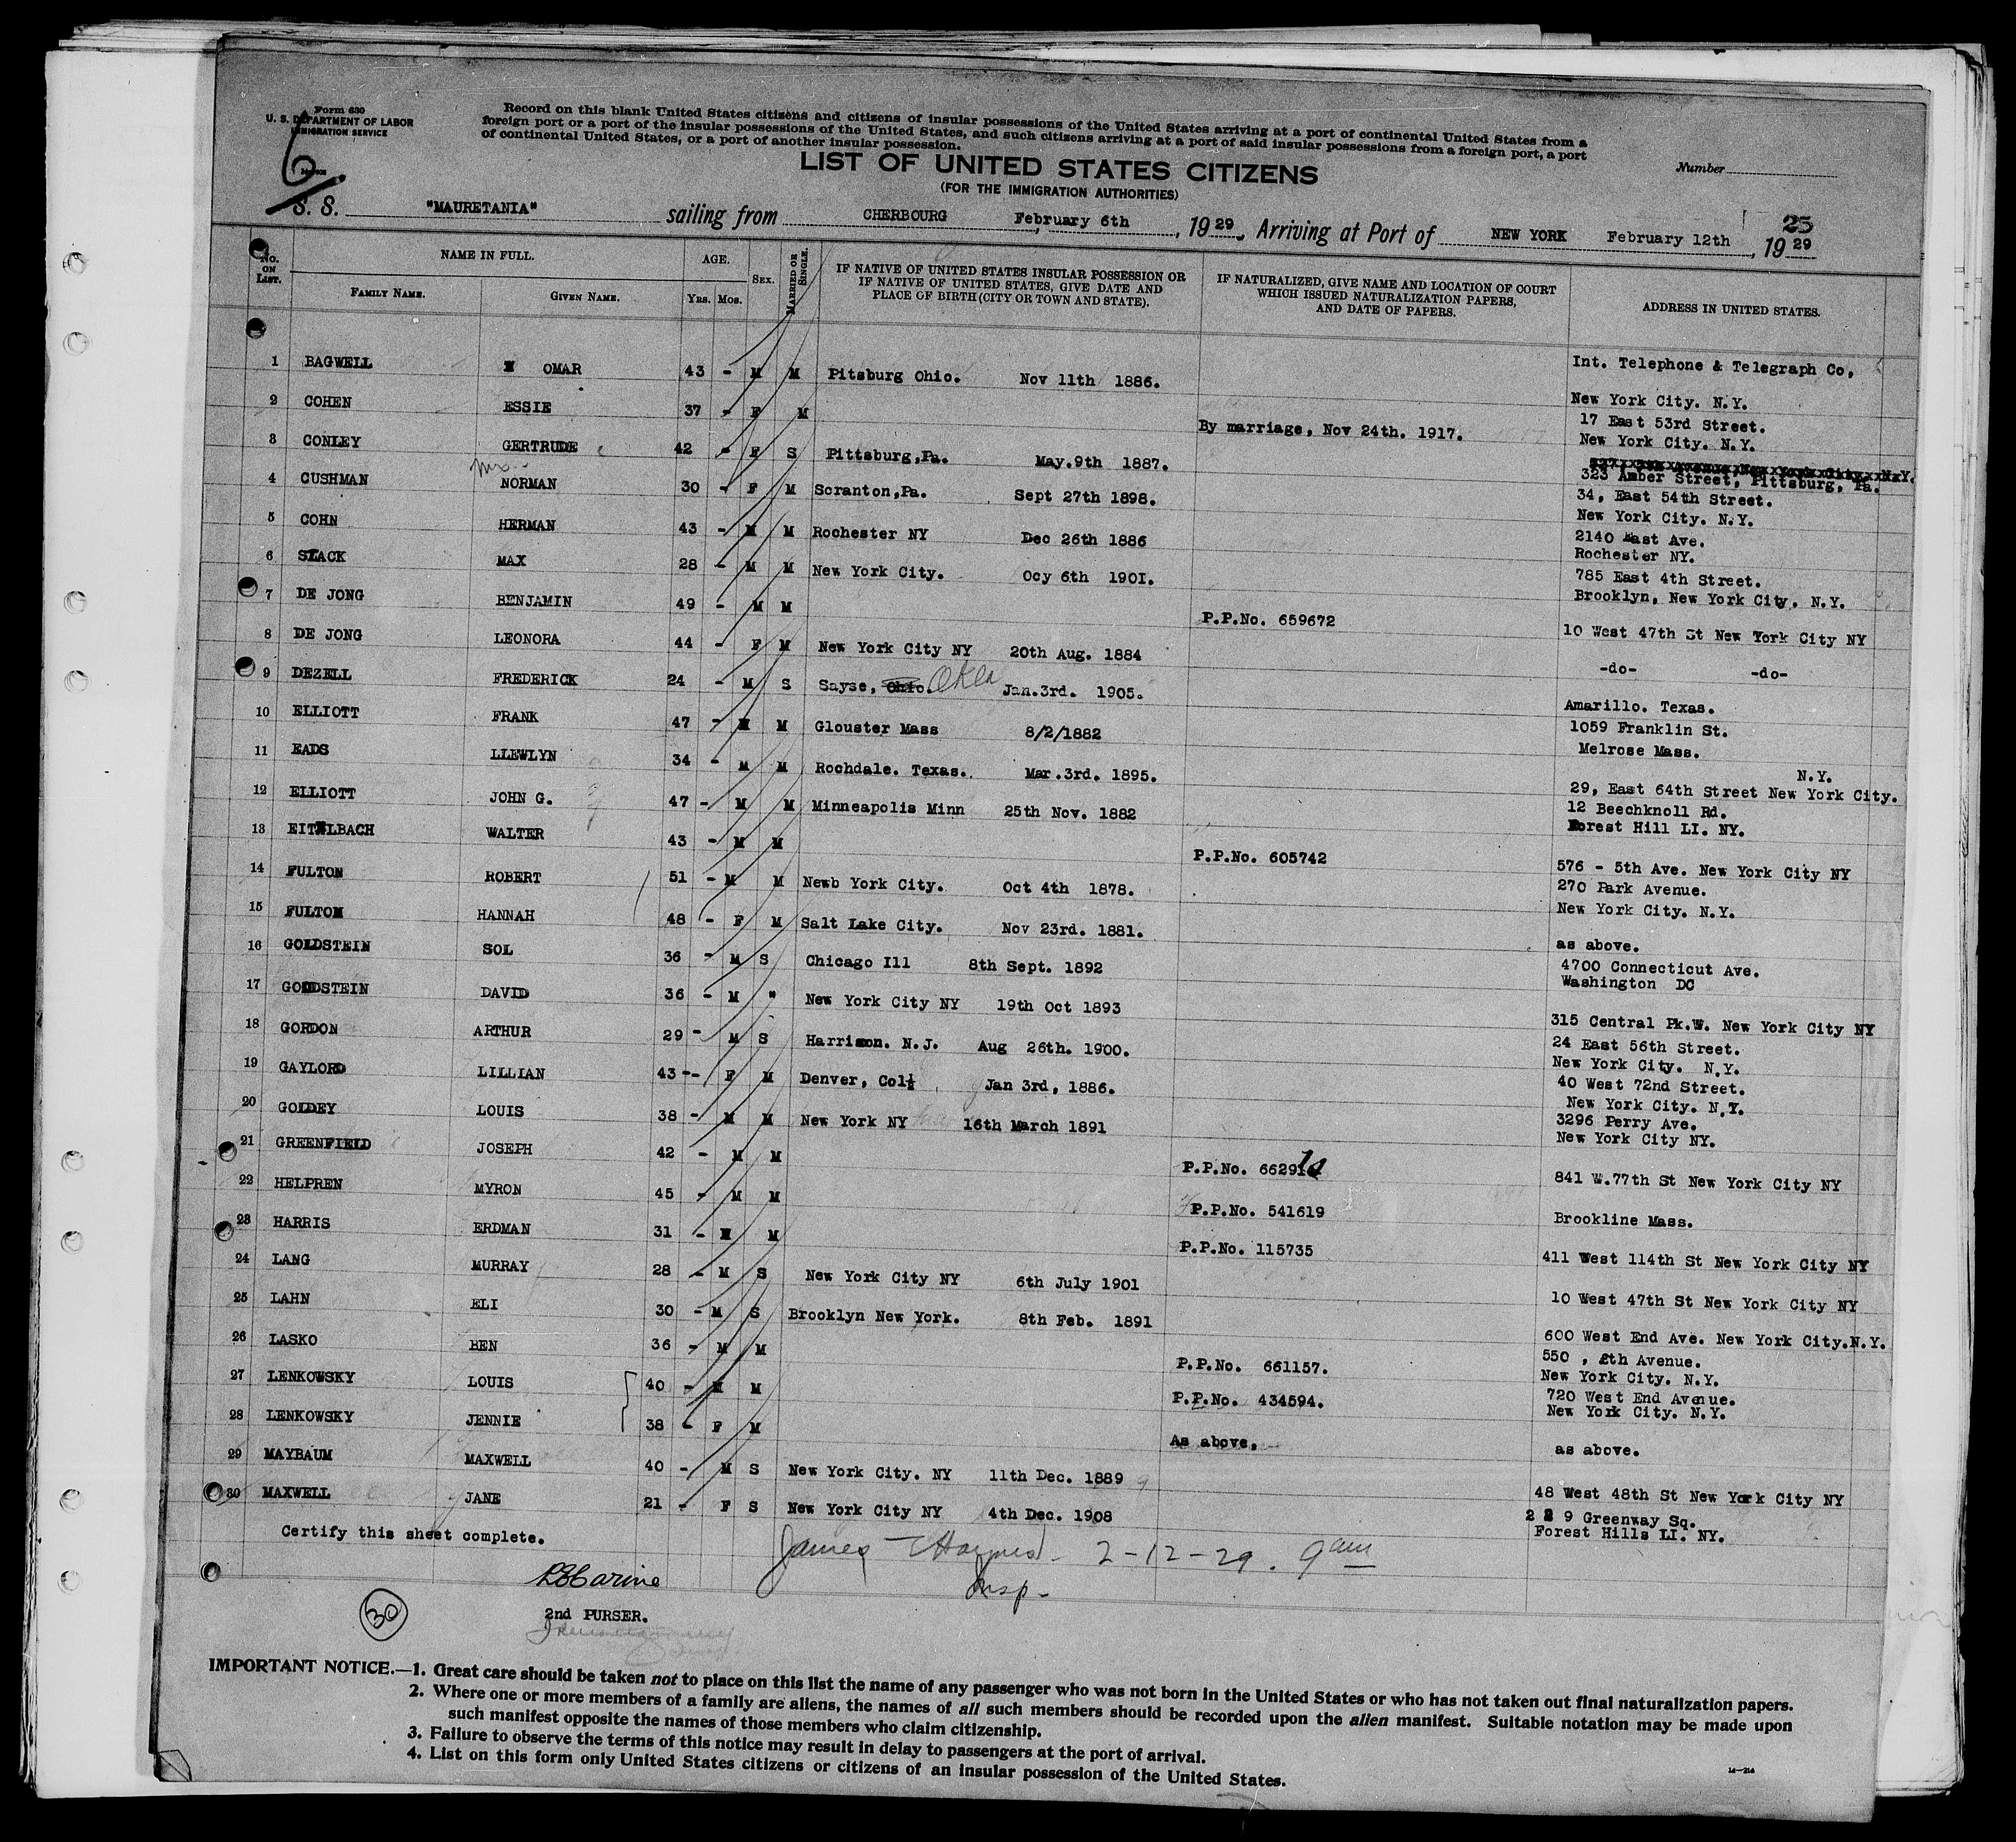 Form 630
U. S. DEPARTMENT OF LABOR
IMMIGRATION SERVICE
Record on this blank United States citizens and citizens of insular possessions of the United States arriving at a port of continental United States from a
foreign port or a port of the insular possessions of the United States, and such citizens arriving at a port of said insular possessions from a foreign port, a port
of continental United States, or a port of another insular possession.
LIST OF UNITED STATES CITIZENS
(FOR THE IMMIGRATION AUTHORITIES)
Number
6
25
S. S. "MAURETANIA" sailing from CHERBOURG February 6th, 1929, Arriving at Port of NEW YORK February 12th, 1929
No. ON LIST. NAME IN FULL. AGE. SEX. MARRIED OR SINGLE. IF NATIVE OF UNITED STATES INSULAR POSSESSION OR IF NATIVE OF UNITED STATES, GIVE DATE AND PLACE OF BIRTH (CITY OR TOWN AND STATE). IF NATURALIZED, GIVE NAME AND LOCATION OF COURT WHICH ISSUED NATURALIZATION PAPERS, AND DATE OF PAPERS. ADDRESS IN UNITED STATES.
FAMILY NAME. GIVEN NAME. YRS. MOS.
1 BAGWELL OMAR 43 - M M Pitsburg Ohio. Nov 11th 1886. Int. Telephone & Telegraph Co,
New York City. N.Y.
2 COHEN ESSIE 37 - F M By marriage, Nov 24th. 1917. 17 East 53rd Street.
New York City. N.Y.
3 CONLEY GERTRUDE 42 - F S Pittsburg,Pa. May.9th 1887.
323 Amber Street, Pittsburg, Pa.
4 CUSHMAN Mrs. NORMAN 30 - F M Scranton,Pa. Sept 27th 1898. 34, East 54th Street.
New York City. N.Y.
5 COHN HERMAN 43 - M M Rochester NY Dec 26th 1886 2140 East Ave.
Rochester NY.
6 SLACK MAX 28 - M M New York City. Ocy 6th 1901. 785 East 4th Street.
Brooklyn, New York City, N.Y.
7 DE JONG BENJAMIN 49 - M M P.P.No. 659672 10 West 47th St New York City NY
8 DE JONG LEONORA 44 - F M New York City NY 20th Aug. 1884 -do- -do-
9 DEZELL FREDERICK 24 - M S Sayse, Ohio. Okla Jan.3rd. 1905. Amarillo. Texas.
10 ELLIOTT FRANK 47 - M M Glouster Mass 8/2/1882 1059 Franklin St.
Melrose Mass.
11 EADS LLEWLYN 34 - M M Rochdale. Texas. Mar.3rd. 1895. N.Y.
29, East 64th Street New York City.
12 ELLIOTT JOHN G. 47 - M M Minneapolis Minn 25th Nov. 1882 12 Beechknoll Rd.
Forest Hill LI. NY.
13 EITELBACH WALTER 43 - M M P.P.No. 605742 576 - 5th Ave. New York City NY
14 FULTON ROBERT 51 - M M Newb York City. Oct 4th 1878. 270 Park Avenue.
New York City. N.Y.
15 FULTON HANNAH 48 - F M Salt Lake City. Nov 23rd. 1881. as above.
16 GOLDSTEIN SOL 36 - M S Chicago Ill 8th Sept. 1892 4700 Connecticut Ave.
Washington DC
17 GOLDSTEIN DAVID 36 - M " New York City NY 19th Oct 1893 315 Central Pk.W. New York City NY
18 GORDON ARTHUR 29 - M S Harrison. N.J. Aug 26th. 1900. 24 East 56th Street.
New York City. N.Y.
19 GAYLORD LILLIAN 43 -- F M Denver, Col. Jan 3rd, 1886. 40 West 72nd Street.
New York City. N.Y.
20 GOLDEY LOUIS 38 - M M New York NY 16th March 1891 3296 Perry Ave.
New York City NY.
21 GREENFIELD JOSEPH 42 - M M P.P.No. 841 W.77th St New York City NY
22 HELPREN MYRON 45 - M M P.P.No. 541619 Brookline Mass.
23 HARRIS ERDMAN 31 - M M P.P.No. 115735 411 West 114th St New York City NY
24 LANG MURRAY 28 - M S New York City NY 6th July 1901 10 West 47th St New York City NY
25 LAHN ELI 30 - M S Brooklyn New York. 8th Feb. 1891 600 West End Ave. New York City.N.Y.
26 LASKO BEN 36 - M M P.P.No. 661157. 550 , Avenue.
New York City. N.Y.
27 LENKOWSKY LOUIS 40 - M M P.P.No. 434594. 720 West End Avenue.
New York City. N.Y.
28 LENKOWSKY JENNIE 38 - F M As above, as above.
29 MAYBAUM MAXWELL 40 - M S New York City. NY 11th Dec. 1889 48 West 48th St New York City NY
30 MAXWELL JANE 21 - F S New York City NY 4th Dec. 1908 2 2 9 Greenway Sq.
Forest Hills LI. NY.
Certify this sheet complete.
James T Haynes - 2-12-29. 9am
Insp-
30
2nd PURSER.
IMPORTANT NOTICE.—1. Great care should be taken not to place on this list the name of any passenger who was not born in the United States or who has not taken out final naturalization papers.
2. Where one or more members of a family are aliens, the names of all such members should be recorded upon the alien manifest. Suitable notation may be made upon
such manifest opposite the names of those members who claim citizenship.
3. Failure to observe the terms of this notice may result in delay to passengers at the port of arrival.
4. List on this form only United States citizens or citizens of an insular possession of the United States.
14—214